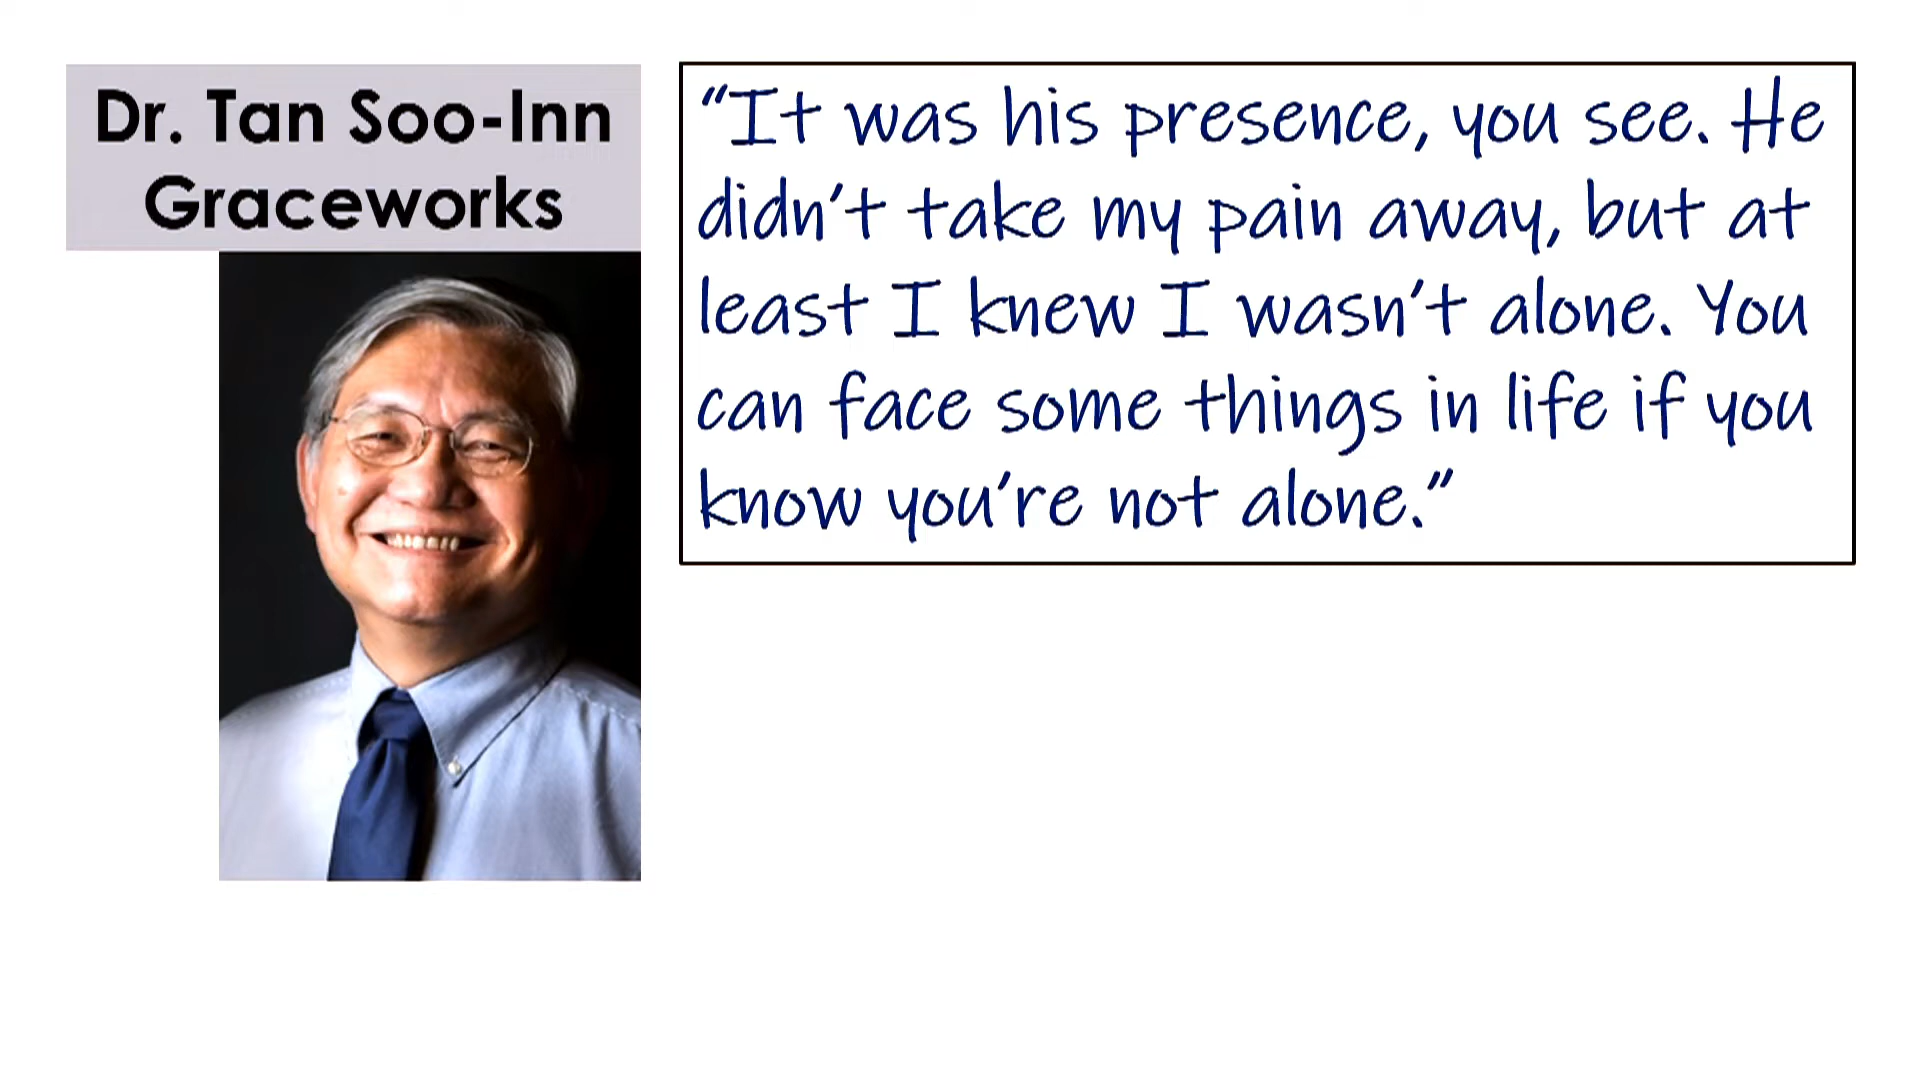 Dr. Tan Soo-Inn
Graceworks
“It was his presence, you see. He
didn’t take my pain away, but at
least I knew I wasn’t alone. You
can face some things in life if you
know you’re not alone.”